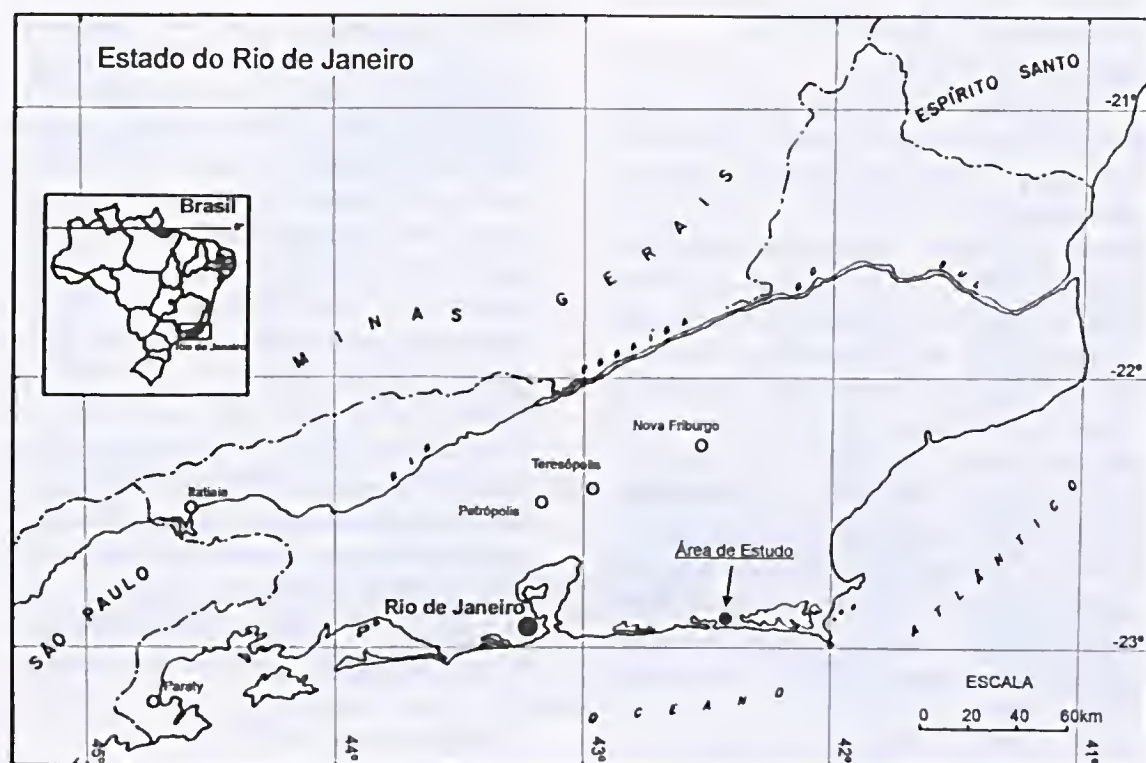 Estado do Rio de Janeiro
ESPÍRITO SANTO
-21°
Brasil
0°
Rio de Janeiro
MINAS GERAIS
-22°
Nova Friburgo
Teresópolis
Petrópolis
Itatiaia
Área de Estudo
Rio de Janeiro
SÃO PAULO
Paraty
-23°
OCEANO ATLÂNTICO
ESCALA
0 20 40 60km
45° 44° 43° 42° 41°